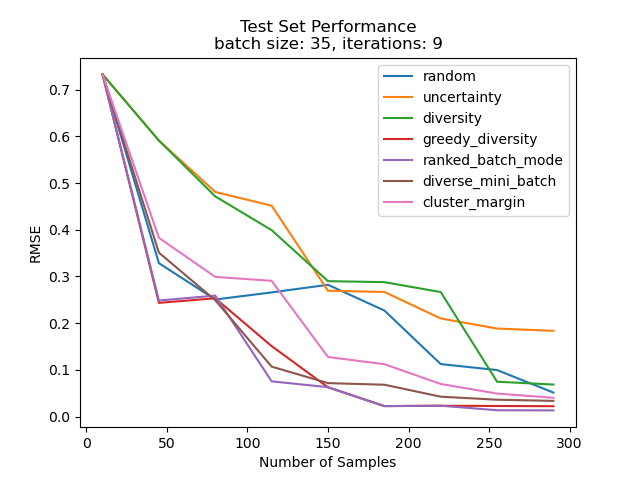 Test Set Performance
batch size: 35, iterations: 9
random
uncertainty
diversity
greedy_diversity
ranked_batch_mode
diverse_mini_batch
cluster_margin
RMSE
0.7
0.6
0.5
0.4
0.3
0.2
0.1
0.0
0 50 100 150 200 250 300
Number of Samples